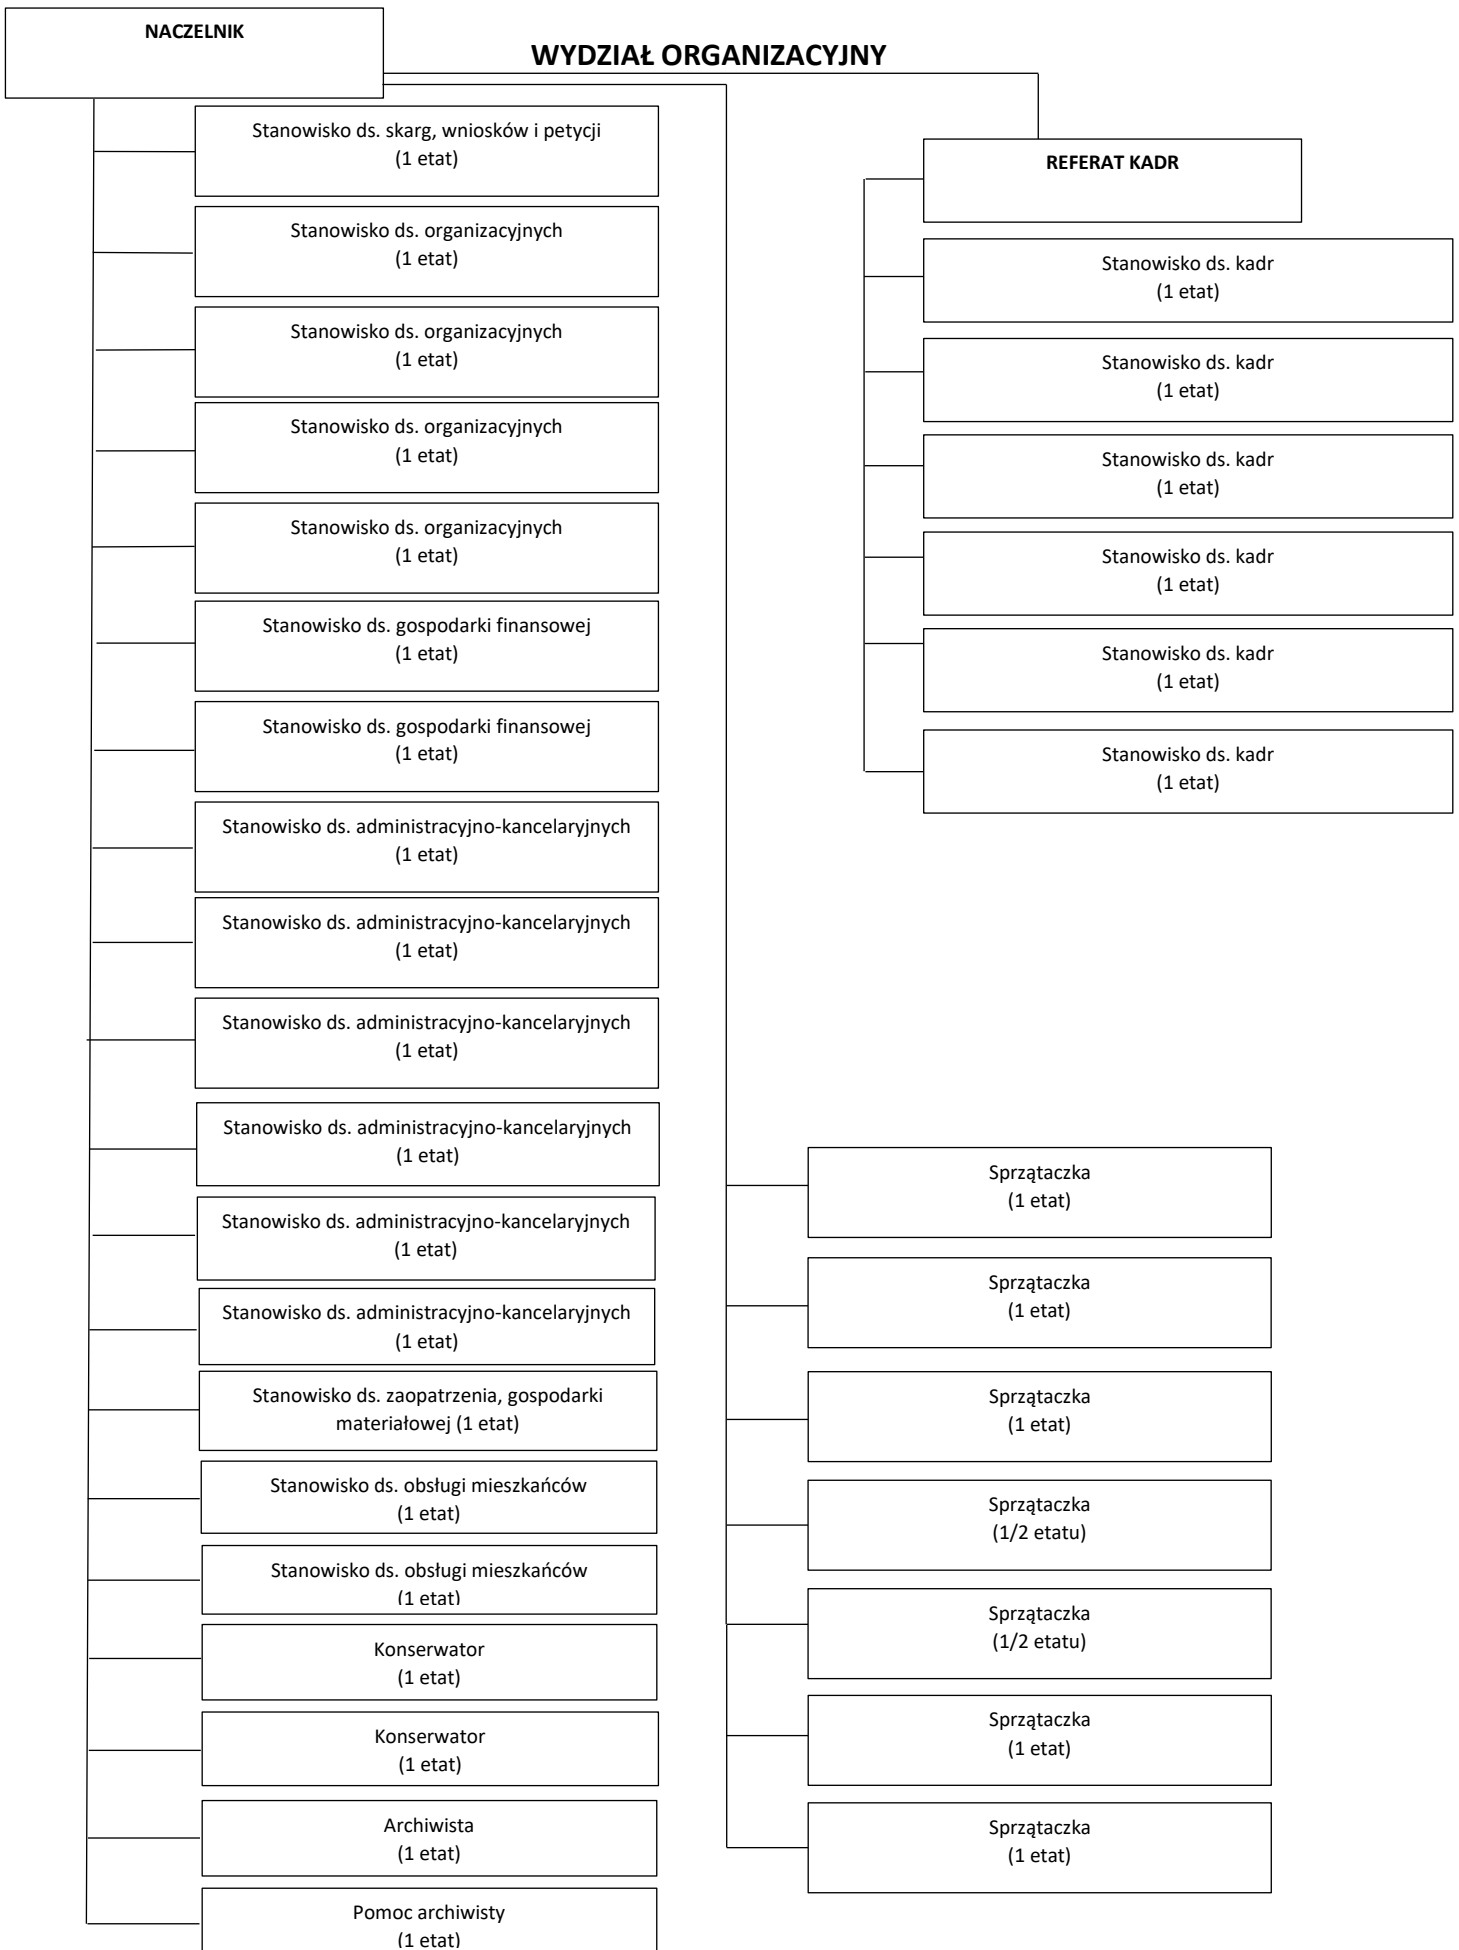 NACZELNIK
WYDZIAŁ ORGANIZACYJNY
Stanowisko ds. skarg, wniosków i petycji
(1 etat)
Stanowisko ds. organizacyjnych
(1 etat)
Stanowisko ds. organizacyjnych
(1 etat)
Stanowisko ds. organizacyjnych
(1 etat)
Stanowisko ds. organizacyjnych
(1 etat)
Stanowisko ds. gospodarki finansowej
(1 etat)
Stanowisko ds. gospodarki finansowej
(1 etat)
Stanowisko ds. administracyjno-kancelaryjnych
(1 etat)
Stanowisko ds. administracyjno-kancelaryjnych
(1 etat)
Stanowisko ds. administracyjno-kancelaryjnych
(1 etat)
Stanowisko ds. administracyjno-kancelaryjnych
(1 etat)
Stanowisko ds. administracyjno-kancelaryjnych
(1 etat)
Stanowisko ds. administracyjno-kancelaryjnych
(1 etat)
Stanowisko ds. zaopatrzenia, gospodarki
materiałowej (1 etat)
Stanowisko ds. obsługi mieszkańców
(1 etat)
Stanowisko ds. obsługi mieszkańców
(1 etat)
Konserwator
(1 etat)
Konserwator
(1 etat)
Archiwista
(1 etat)
Pomoc archiwisty
(1 etat)
REFERAT KADR
Stanowisko ds. kadr
(1 etat)
Stanowisko ds. kadr
(1 etat)
Stanowisko ds. kadr
(1 etat)
Stanowisko ds. kadr
(1 etat)
Stanowisko ds. kadr
(1 etat)
Stanowisko ds. kadr
(1 etat)
Sprzątaczka
(1 etat)
Sprzątaczka
(1 etat)
Sprzątaczka
(1 etat)
Sprzątaczka
(1/2 etatu)
Sprzątaczka
(1/2 etatu)
Sprzątaczka
(1 etat)
Sprzątaczka
(1 etat)